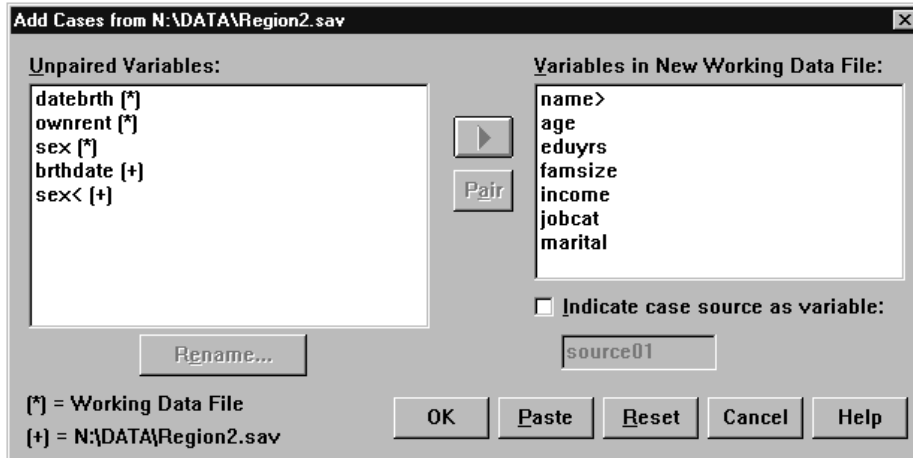 Add Cases from N:\DATA\Region2.sav
Unpaired Variables:
datebrth (*)
ownrent (*)
sex (*)
brthdate (+)
sex< (+)
Pair
Rename...
(*) = Working Data File
(+) = N:\DATA\Region2.sav
Variables in New Working Data File:
name>
age
eduyrs
famsize
income
jobcat
marital
Indicate case source as variable:
source01
OK Paste Reset Cancel Help